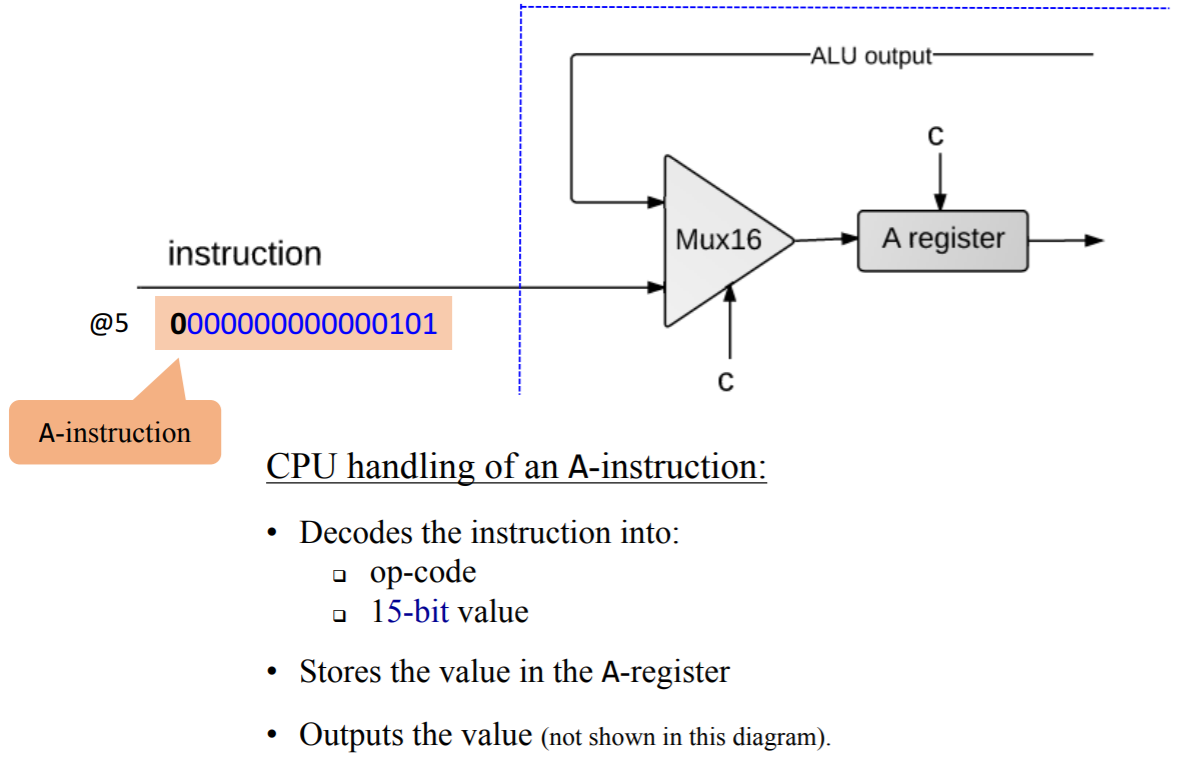 ALU output
c
Mux16
A register
instruction
@5 0000000000000101
c
A-instruction
CPU handling of an A-instruction:
• Decodes the instruction into:
❑ op-code
❑ 15-bit value
• Stores the value in the A-register
• Outputs the value (not shown in this diagram).